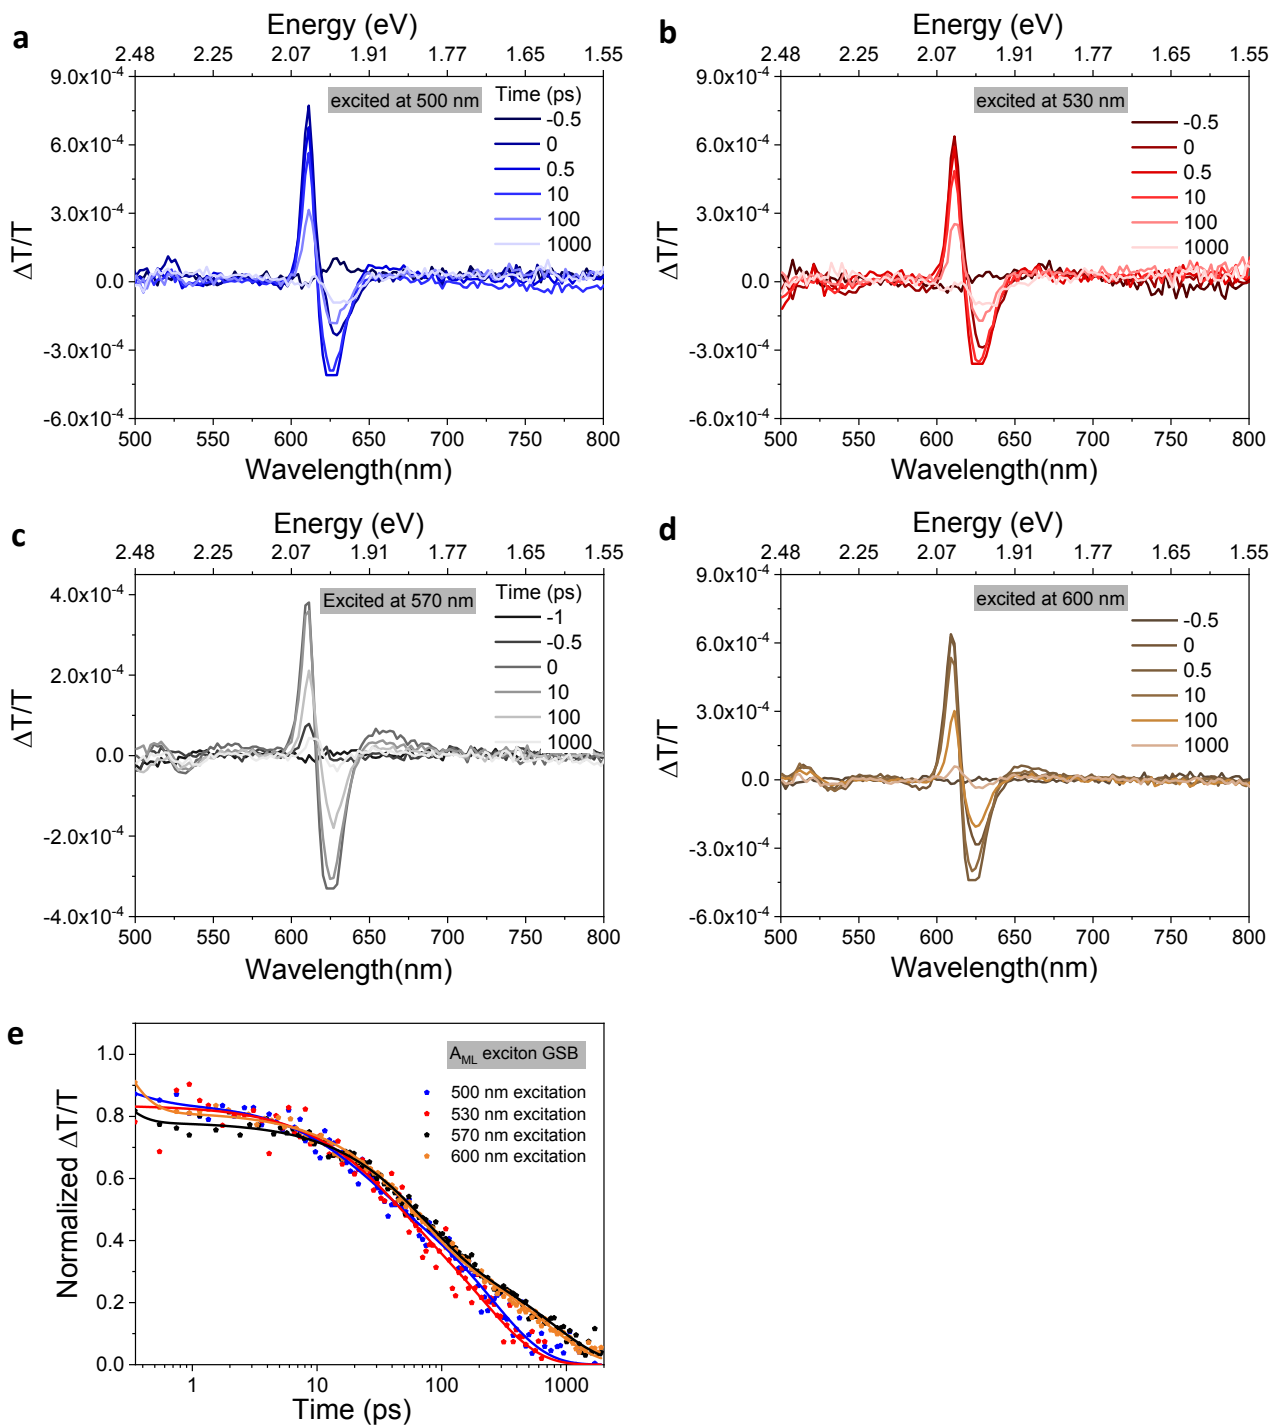 a
Energy (eV)
2.48 2.25 2.07 1.91 1.77 1.65 1.55
9.0x10⁻⁴
6.0x10⁻⁴
3.0x10⁻⁴
0.0
-3.0x10⁻⁴
-6.0x10⁻⁴
ΔT/T
excited at 500 nm
Time (ps)
-0.5
0
0.5
10
100
1000
500 550 600 650 700 750 800
Wavelength(nm)
b
Energy (eV)
2.48 2.25 2.07 1.91 1.77 1.65 1.55
9.0x10⁻⁴
6.0x10⁻⁴
3.0x10⁻⁴
0.0
-3.0x10⁻⁴
-6.0x10⁻⁴
ΔT/T
excited at 530 nm
-0.5
0
0.5
10
100
1000
500 550 600 650 700 750 800
Wavelength(nm)
c
Energy (eV)
2.48 2.25 2.07 1.91 1.77 1.65 1.55
4.0x10⁻⁴
2.0x10⁻⁴
0.0
-2.0x10⁻⁴
-4.0x10⁻⁴
ΔT/T
Excited at 570 nm
Time (ps)
-1
-0.5
0
10
100
1000
500 550 600 650 700 750 800
Wavelength(nm)
d
Energy (eV)
2.48 2.25 2.07 1.91 1.77 1.65 1.55
9.0x10⁻⁴
6.0x10⁻⁴
3.0x10⁻⁴
0.0
-3.0x10⁻⁴
-6.0x10⁻⁴
ΔT/T
excited at 600 nm
-0.5
0
0.5
10
100
1000
500 550 600 650 700 750 800
Wavelength(nm)
e
1.0
0.8
0.6
0.4
0.2
0.0
Normalized ΔT/T
A_ML exciton GSB
500 nm excitation
530 nm excitation
570 nm excitation
600 nm excitation
1 10 100 1000
Time (ps)